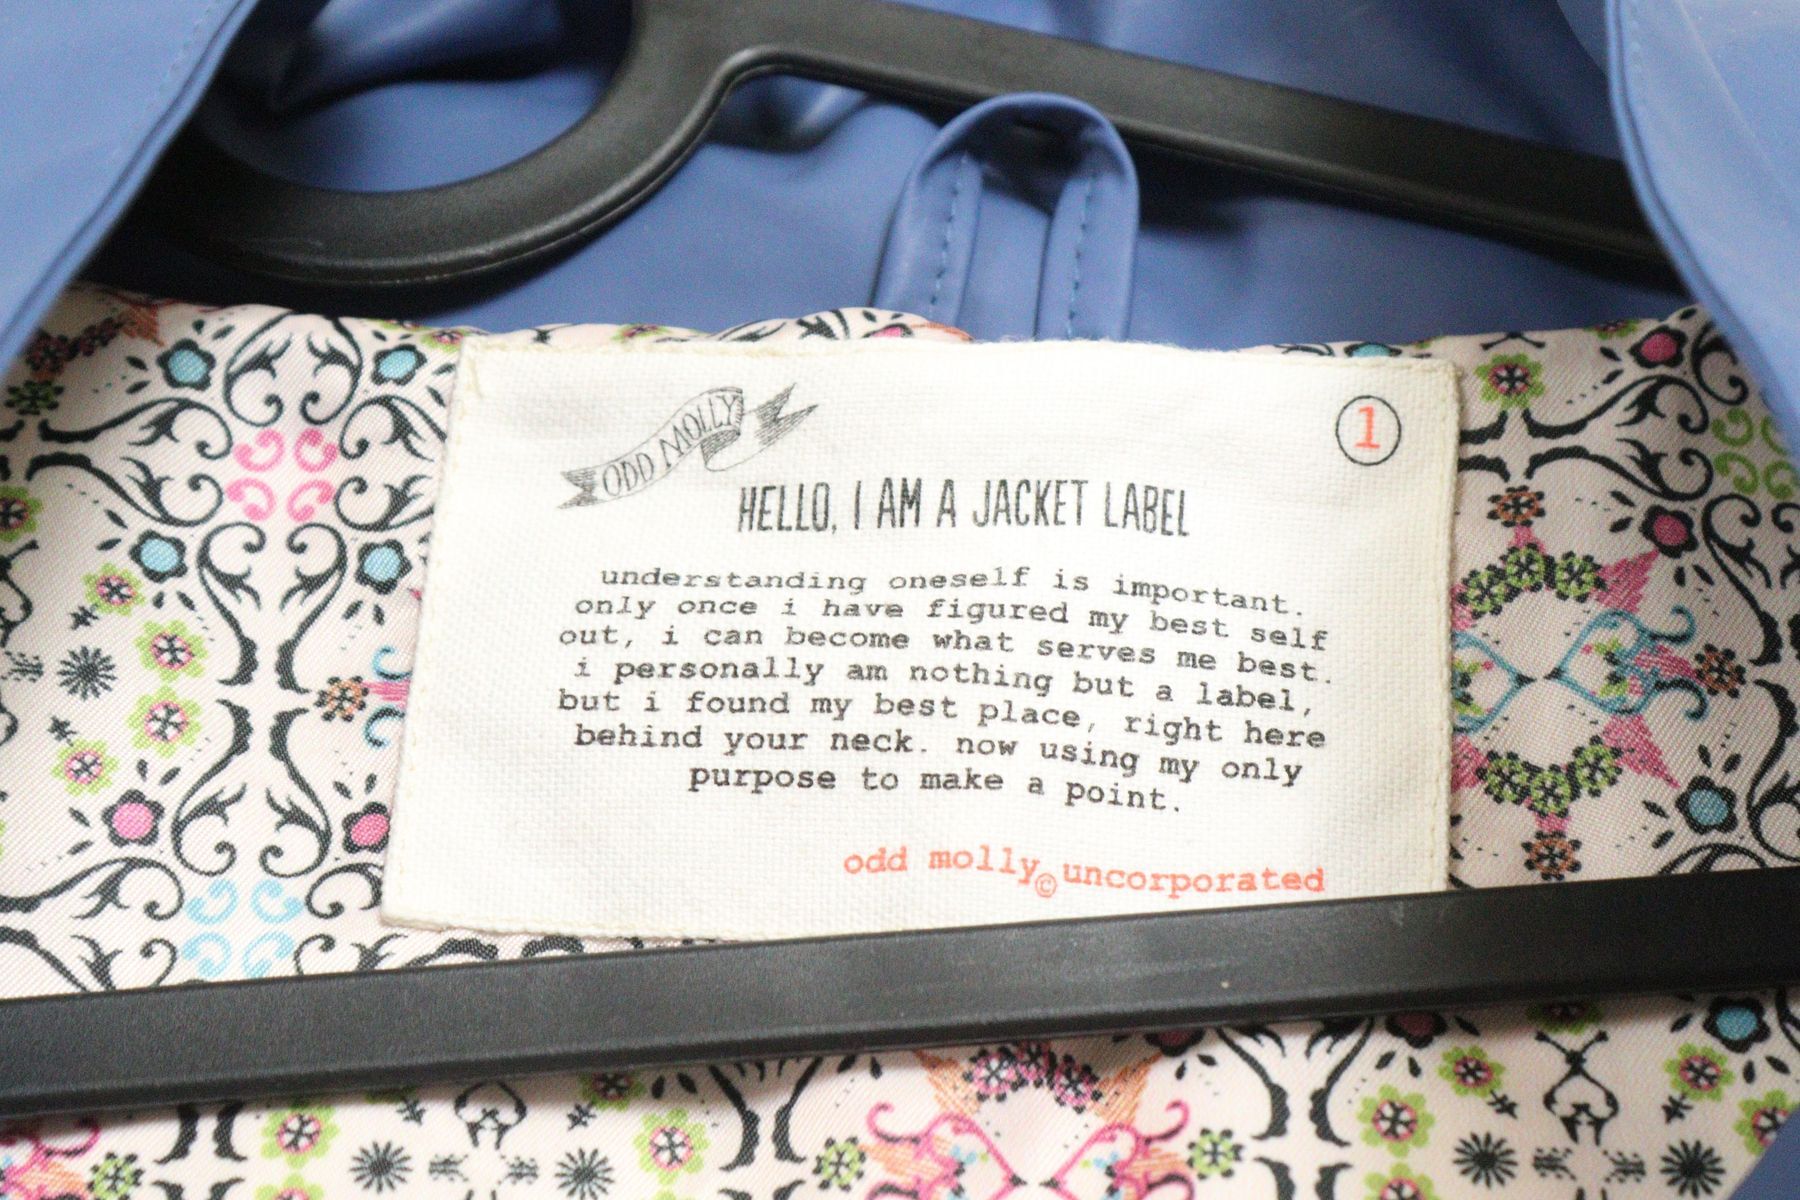 ODD MOLLY
1
HELLO, I AM A JACKET LABEL
understanding oneself is important.
only once i have figured my best self
out, i can become what serves me best.
i personally am nothing but a label,
but i found my best place, right here
behind your neck. now using my only
purpose to make a point.
odd molly© uncorporated